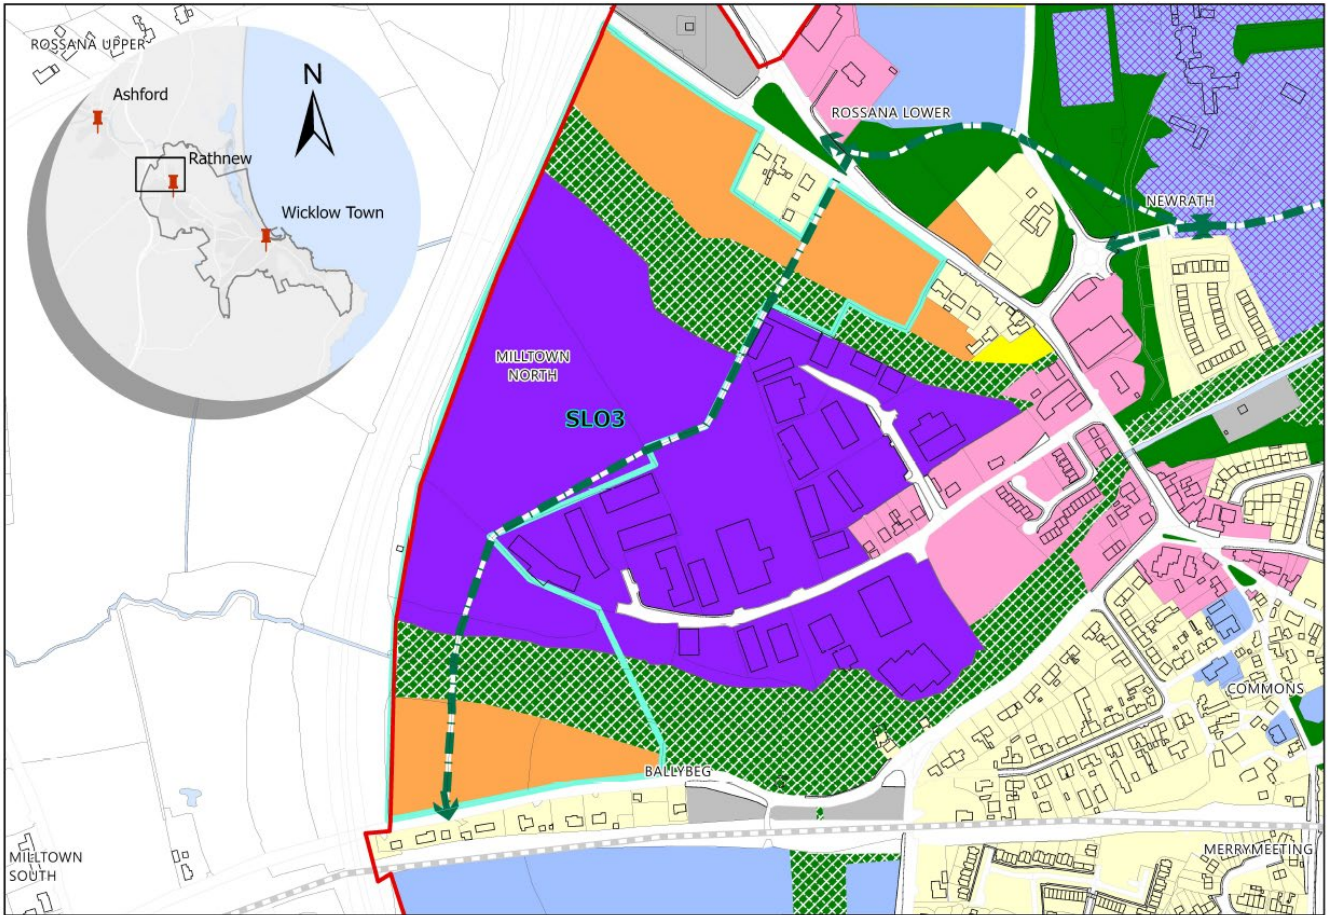 ROSSANA UPPER
N
Ashford
Rathnew
Wicklow Town
ROSSANA LOWER
NEWRATH
MILLTOWN
NORTH
SLO3
COMMONS
BALLYBEG
MERRYMEETING
MILLTOWN
SOUTH